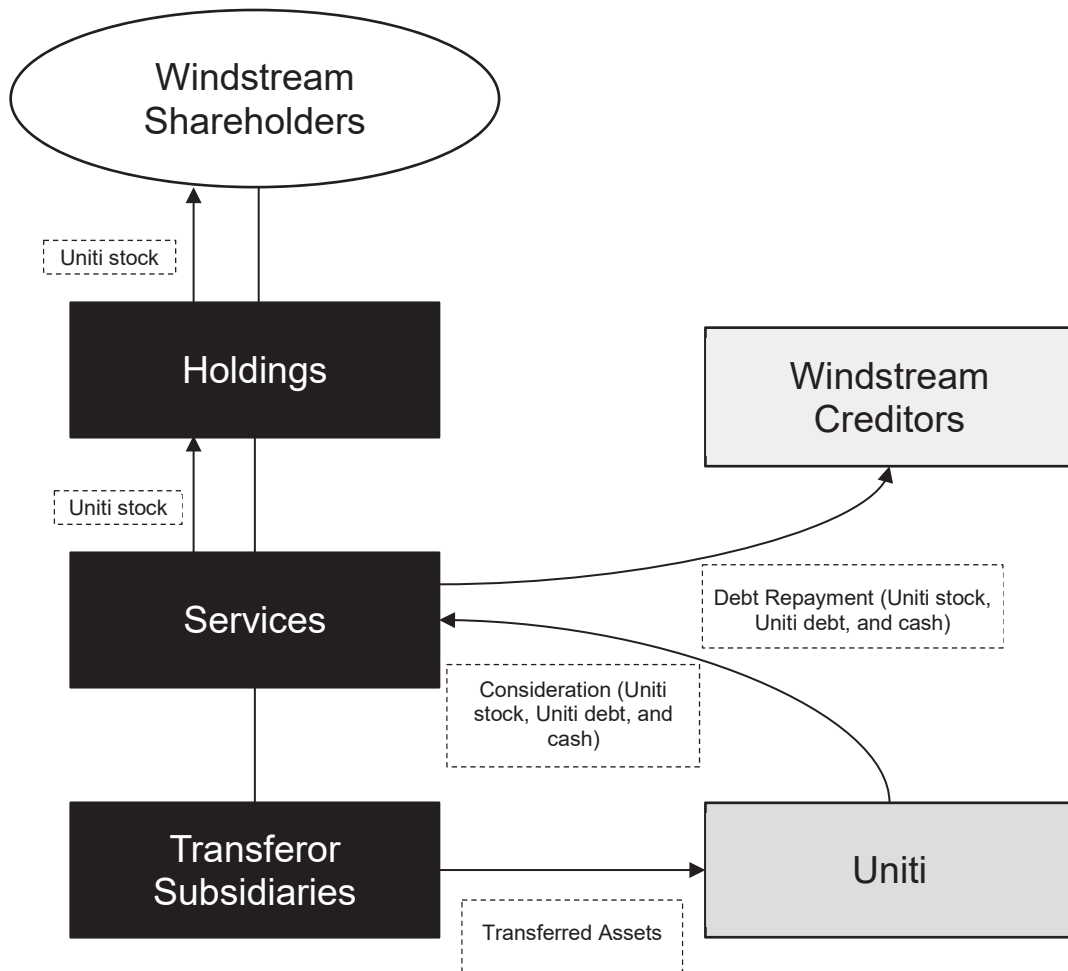 Windstream
Shareholders
Uniti stock
Holdings
Windstream
Creditors
Uniti stock
Services
Debt Repayment (Uniti stock,
Uniti debt, and cash)
Consideration (Uniti
stock, Uniti debt, and
cash)
Transferor
Subsidiaries
Uniti
Transferred Assets